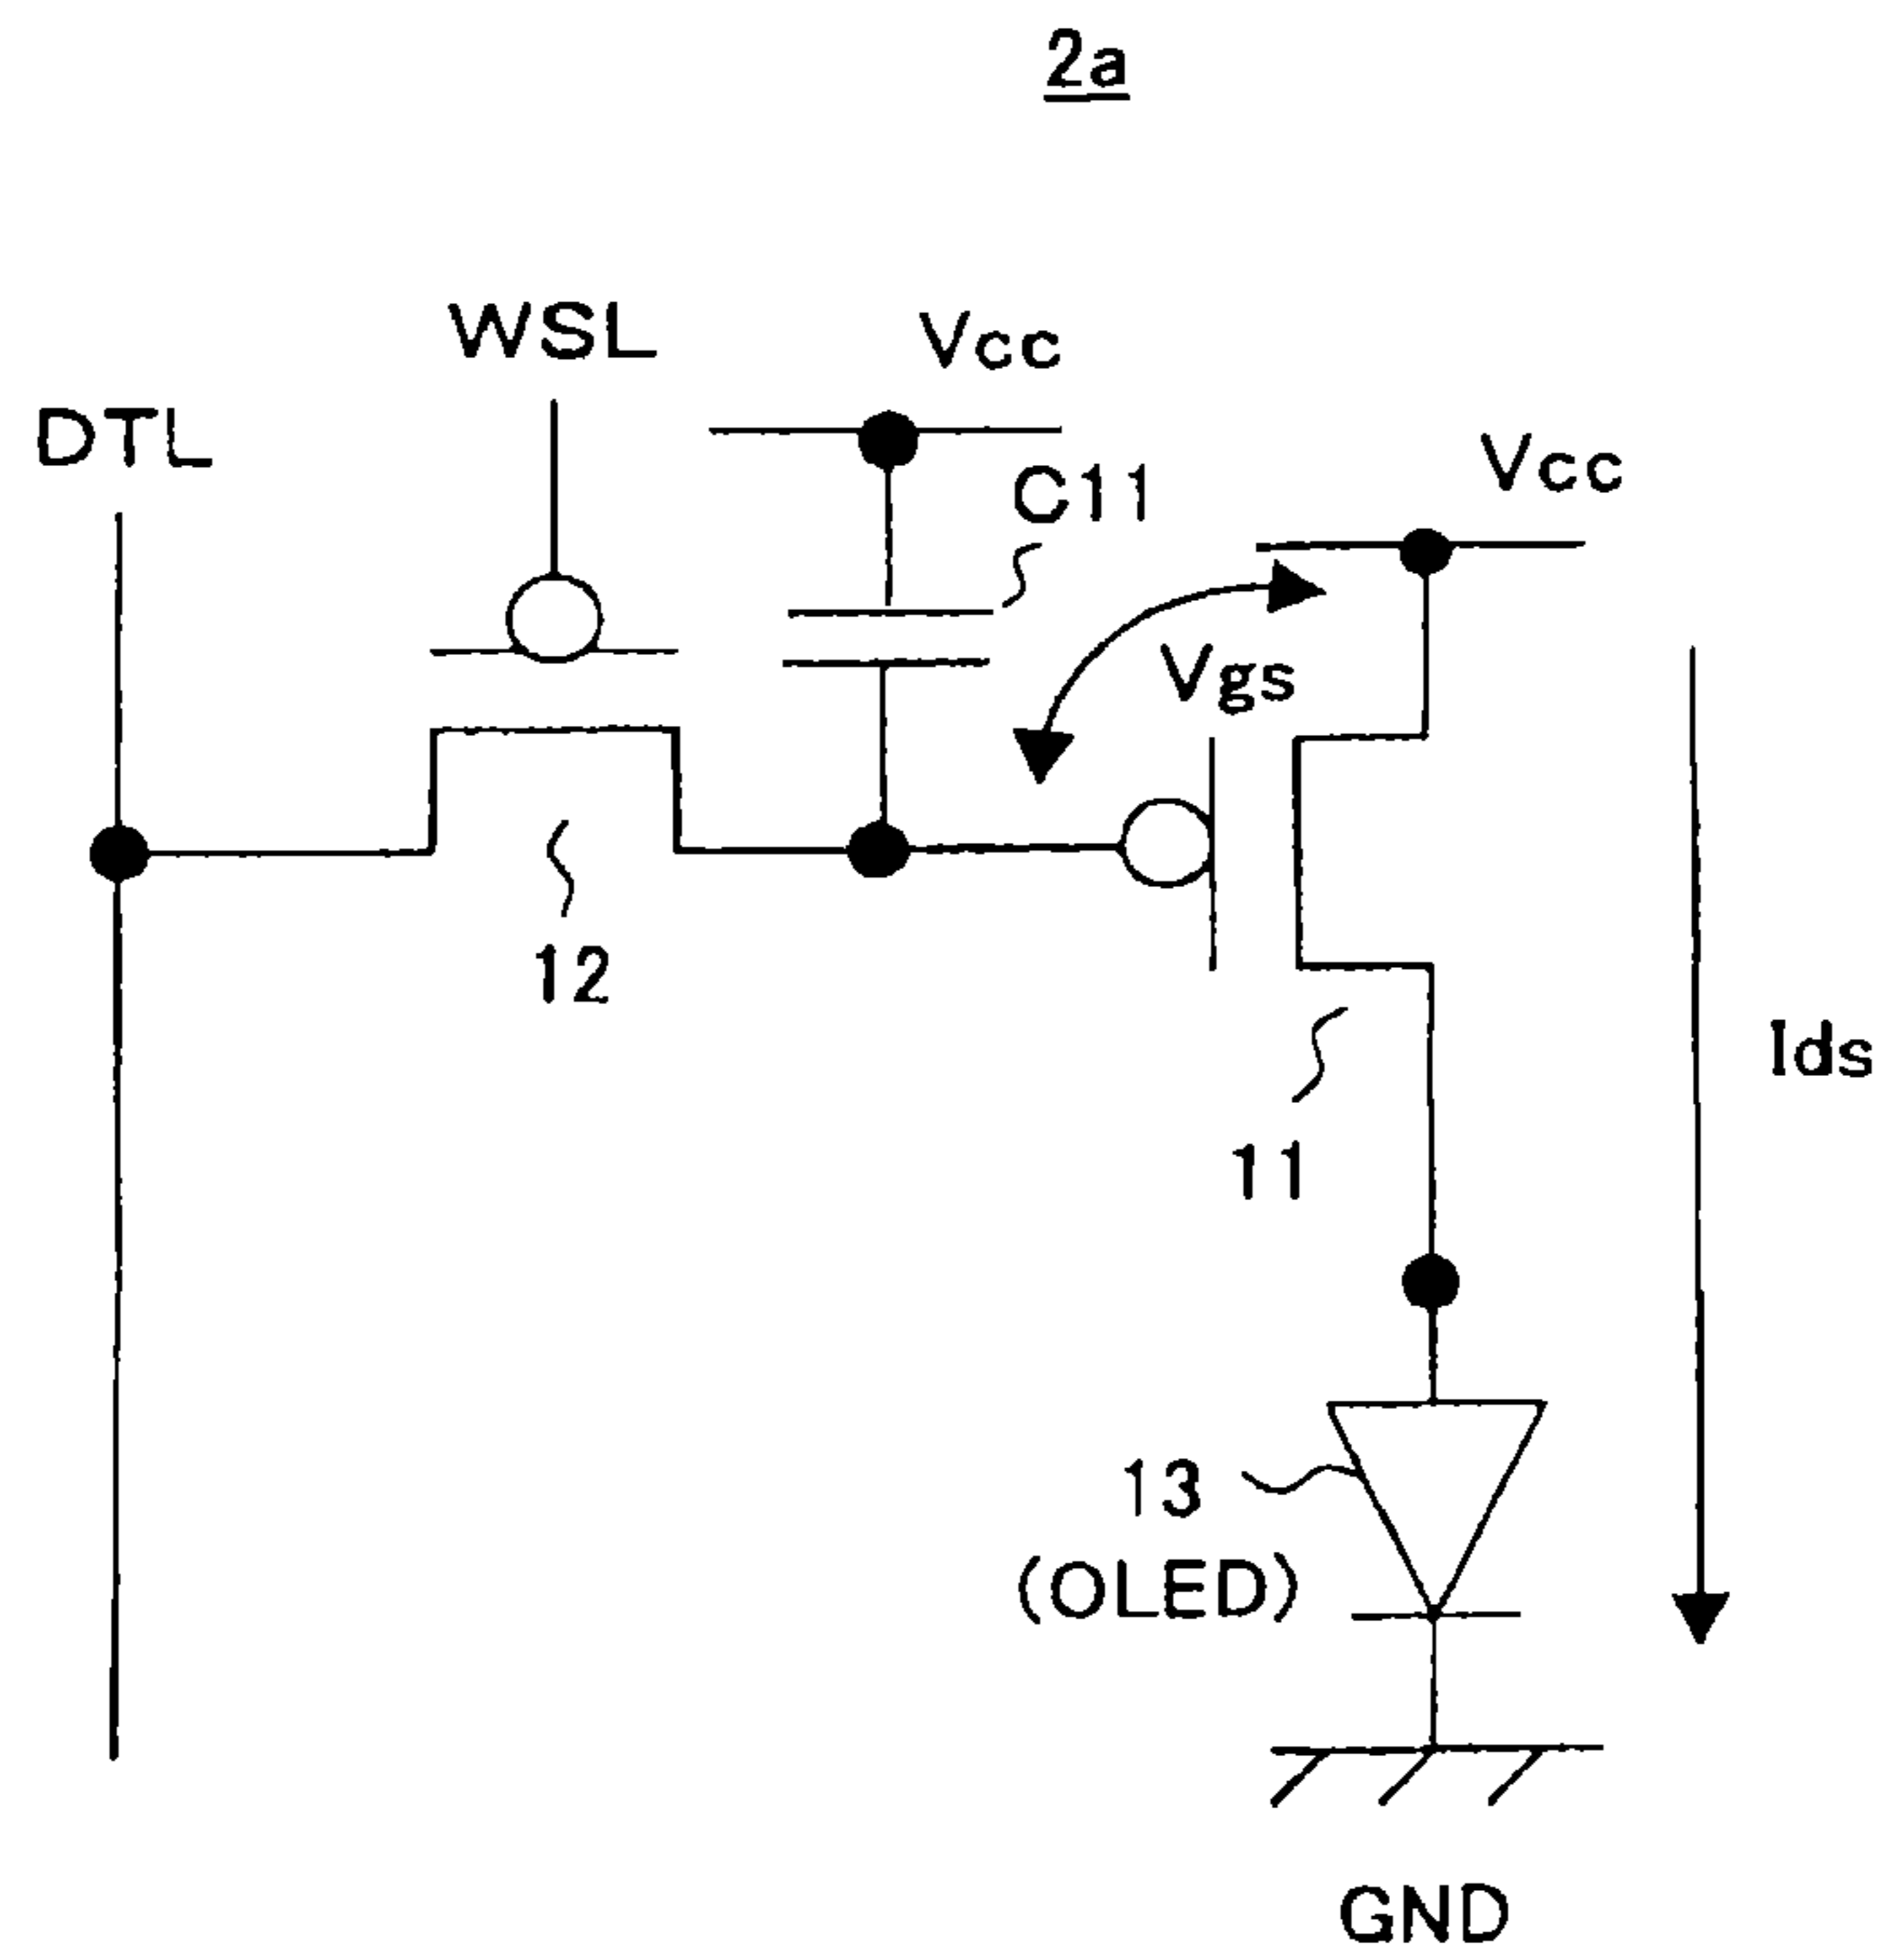 2a
WSL
Vcc
DTL
C11
Vcc
Vgs
12
Ids
11
13
(OLED)
GND